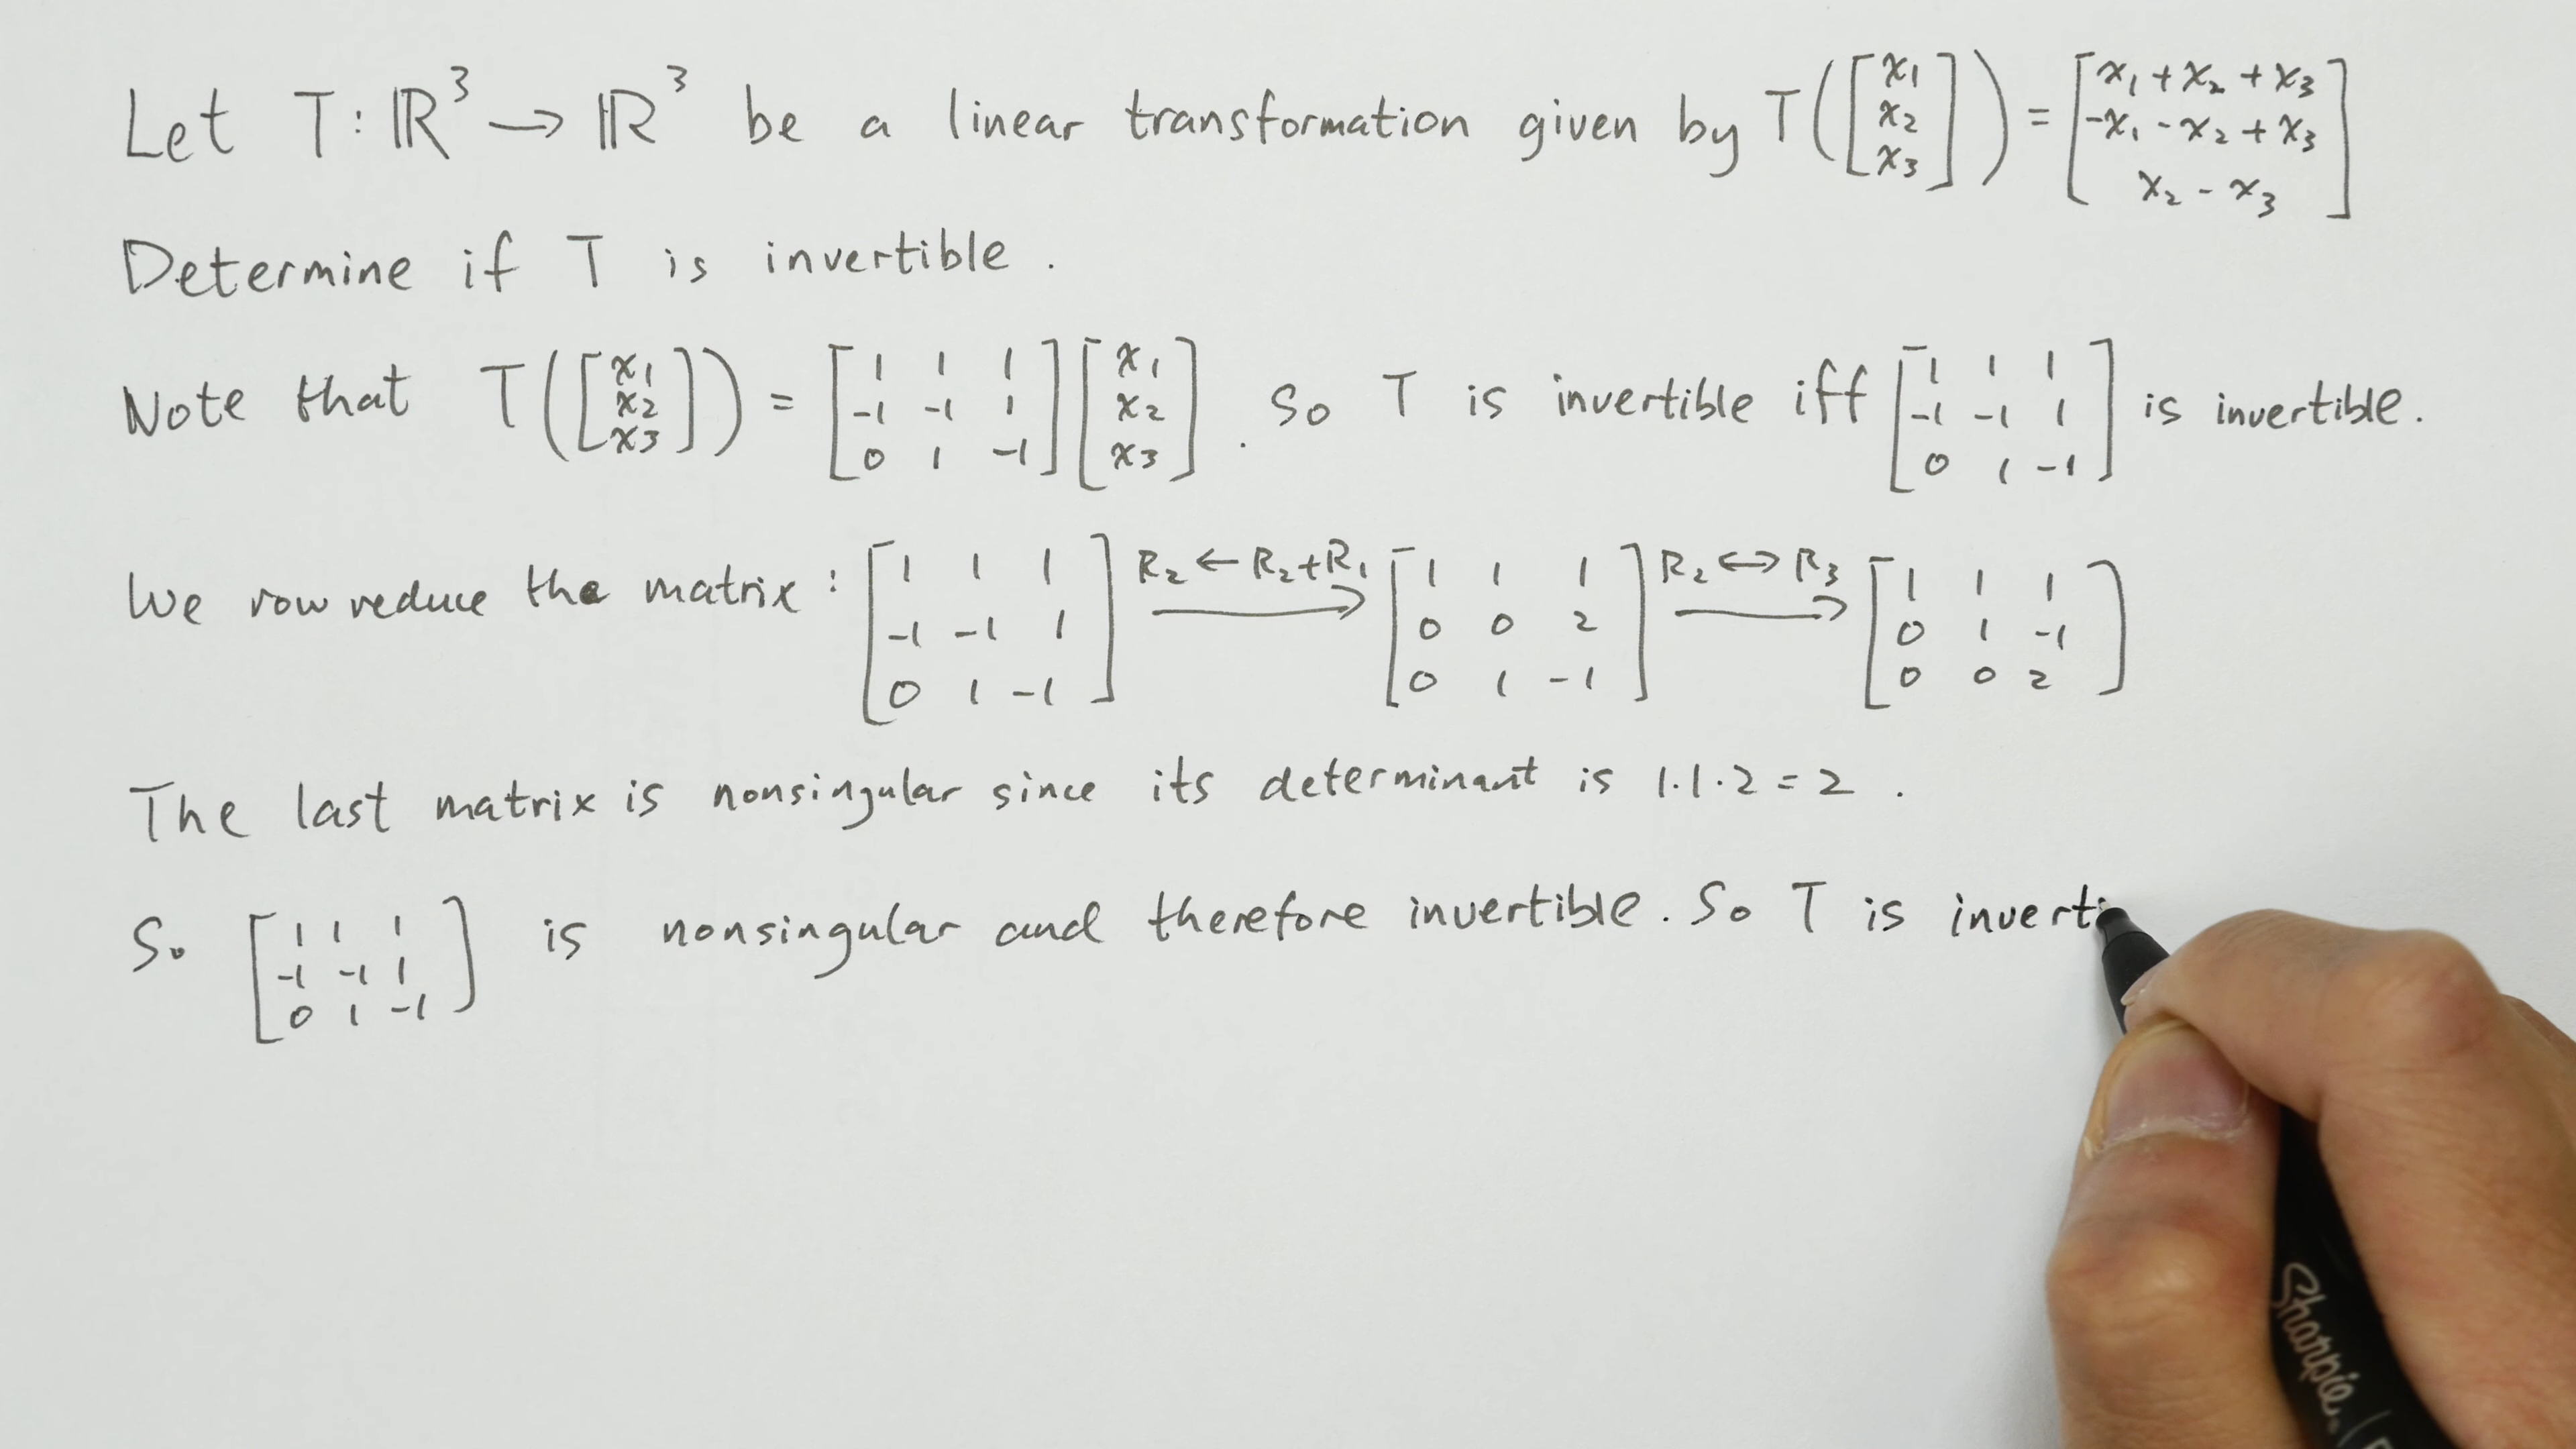 Let T: ℝ³ → ℝ³ be a linear transformation given by T([x₁; x₂; x₃]) = [x₁ + x₂ + x₃; -x₁ - x₂ + x₃; x₂ - x₃]
Determine if T is invertible.
Note that T([x₁; x₂; x₃]) = [1 1 1; -1 -1 1; 0 1 -1][x₁; x₂; x₃]. So T is invertible iff [1 1 1; -1 -1 1; 0 1 -1] is invertible.
We row reduce the matrix: [1 1 1; -1 -1 1; 0 1 -1] R₂ ← R₂+R₁ → [1 1 1; 0 0 2; 0 1 -1] R₂ ↔ R₃ → [1 1 1; 0 1 -1; 0 0 2]
The last matrix is nonsingular since its determinant is 1·1·2 = 2.
So [1 1 1; -1 -1 1; 0 1 -1] is nonsingular and therefore invertible. So T is inverti
Sharpie